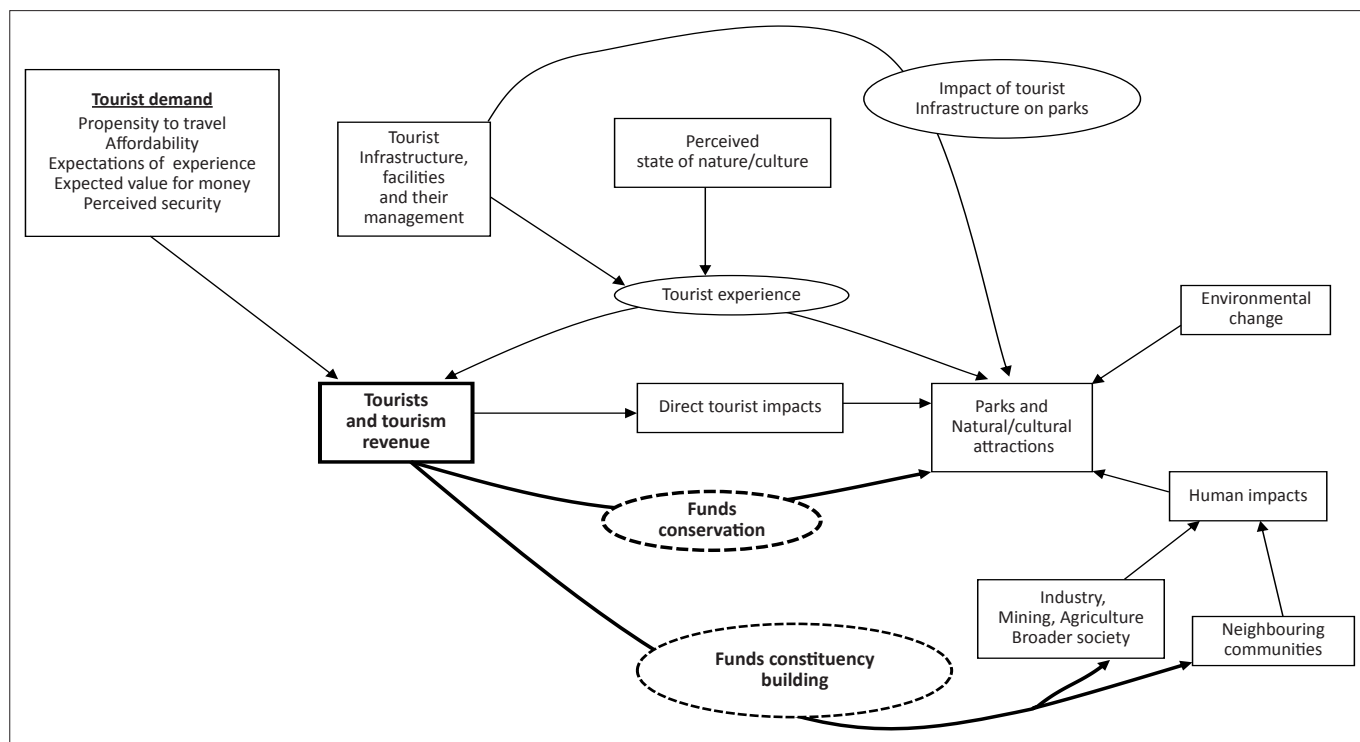 Tourist demand
Propensity to travel
Affordability
Expectations of experience
Expected value for money
Perceived security
Tourist
Infrastructure,
facilities
and their
management
Perceived
state of nature/culture
Impact of tourist
Infrastructure on parks
Tourist experience
Environmental
change
Tourists
and tourism
revenue
Direct tourist impacts
Parks and
Natural/cultural
attractions
Funds
conservation
Human impacts
Industry,
Mining, Agriculture
Broader society
Neighbouring
communities
Funds constituency
building